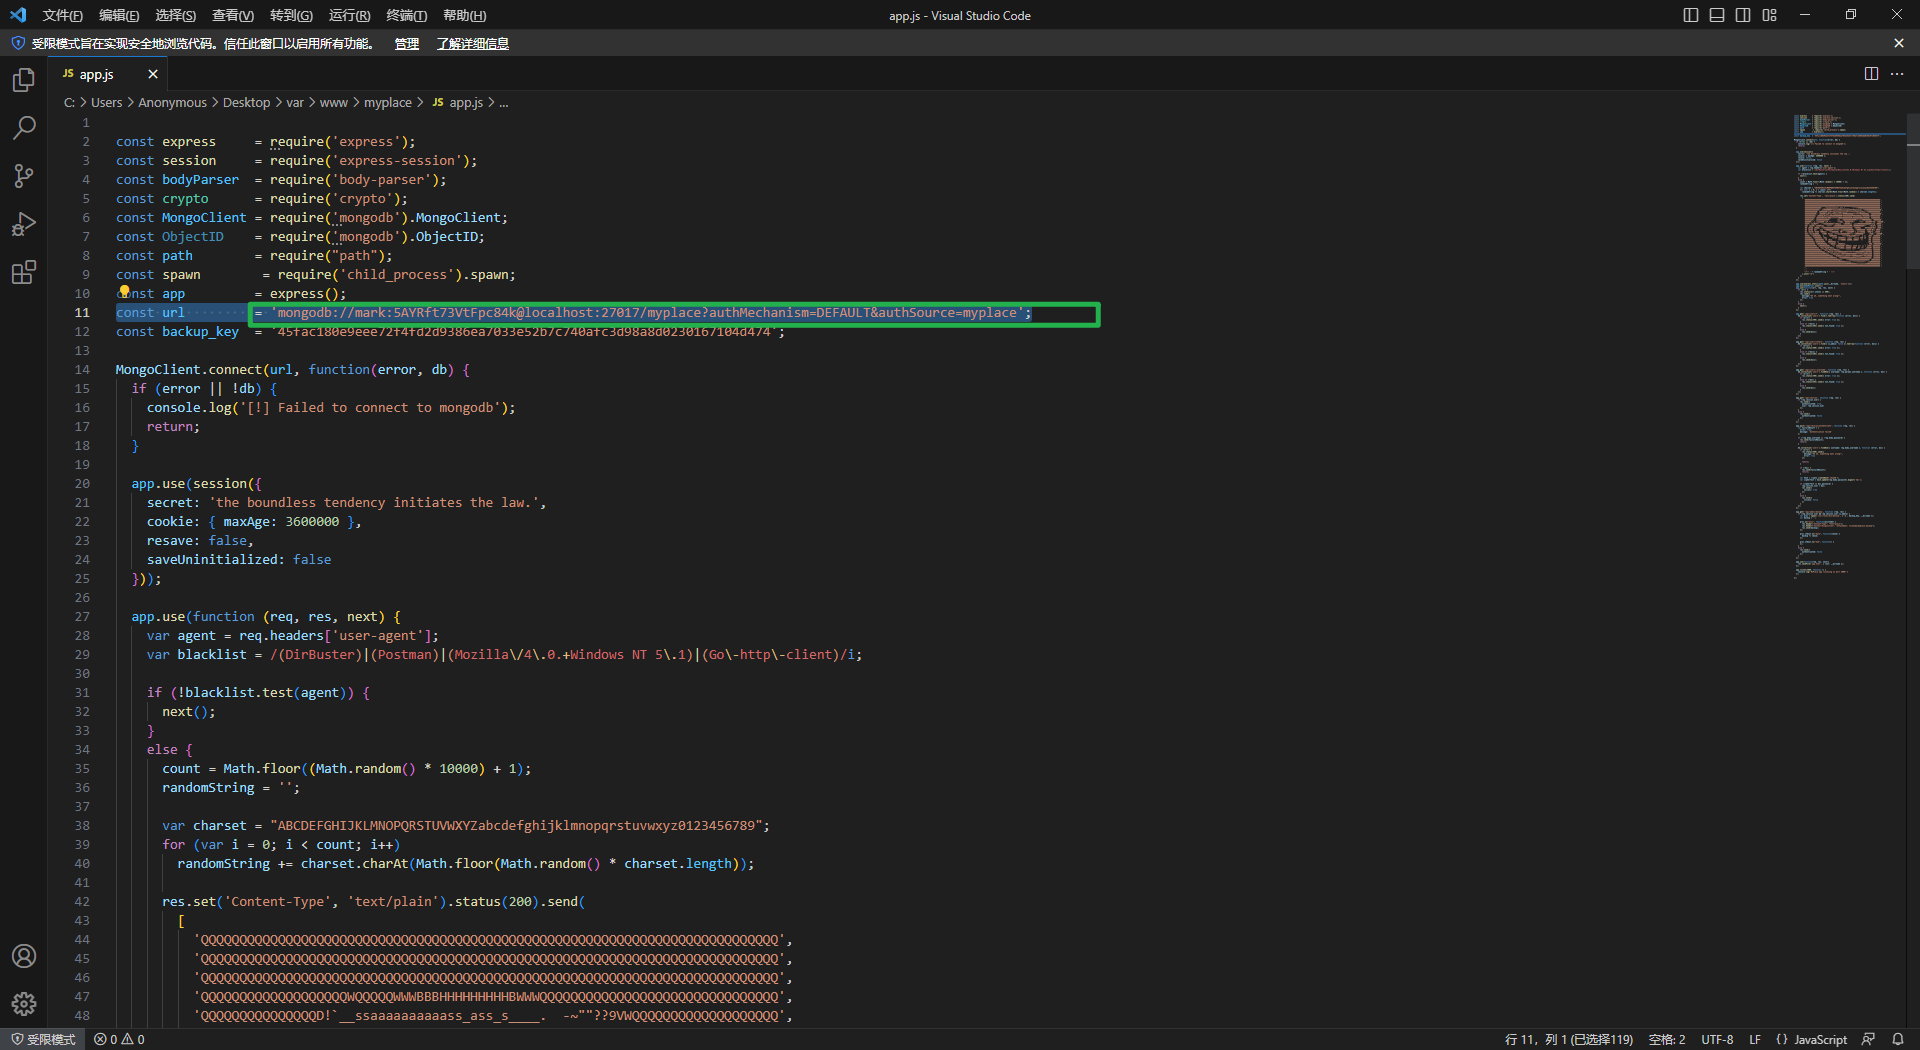 文件(F) 编辑(E) 选择(S) 查看(V) 转到(G) 运行(R) 终端(T) 帮助(H) app.js - Visual Studio Code
受限模式旨在实现安全地浏览代码。信任此窗口以启用所有功能。 管理 了解详细信息
JS app.js
C: > Users > Anonymous > Desktop > var > www > myplace > JS app.js > ...
1
2 const express = require('express');
3 const session = require('express-session');
4 const bodyParser = require('body-parser');
5 const crypto = require('crypto');
6 const MongoClient = require('mongodb').MongoClient;
7 const ObjectID = require('mongodb').ObjectID;
8 const path = require("path");
9 const spawn = require('child_process').spawn;
10 const app = express();
11 const url = 'mongodb://mark:5AYRft73VtFpc84k@localhost:27017/myplace?authMechanism=DEFAULT&authSource=myplace';
12 const backup_key = '45fac180e9eee72f4fd2d9386ea7033e52b7c740afc3d98a8d0230167104d474';
13
14 MongoClient.connect(url, function(error, db) {
15 if (error || !db) {
16 console.log('[!] Failed to connect to mongodb');
17 return;
18 }
19
20 app.use(session({
21 secret: 'the boundless tendency initiates the law.',
22 cookie: { maxAge: 3600000 },
23 resave: false,
24 saveUninitialized: false
25 }));
26
27 app.use(function (req, res, next) {
28 var agent = req.headers['user-agent'];
29 var blacklist = /(DirBuster)|(Postman)|(Mozilla\/4\.0.+Windows NT 5\.1)|(Go\-http\-client)/i;
30
31 if (!blacklist.test(agent)) {
32 next();
33 }
34 else {
35 count = Math.floor((Math.random() * 10000) + 1);
36 randomString = '';
37
38 var charset = "ABCDEFGHIJKLMNOPQRSTUVWXYZabcdefghijklmnopqrstuvwxyz0123456789";
39 for (var i = 0; i < count; i++)
40 randomString += charset.charAt(Math.floor(Math.random() * charset.length));
41
42 res.set('Content-Type', 'text/plain').status(200).send(
43 [
44 'QQQQQQQQQQQQQQQQQQQQQQQQQQQQQQQQQQQQQQQQQQQQQQQQQQQQQQQQQQQQQQQQQQQQQQQQQQQ',
45 'QQQQQQQQQQQQQQQQQQQQQQQQQQQQQQQQQQQQQQQQQQQQQQQQQQQQQQQQQQQQQQQQQQQQQQQQQQQ',
46 'QQQQQQQQQQQQQQQQQQQQQQQQQQQQQQQQQQQQQQQQQQQQQQQQQQQQQQQQQQQQQQQQQQQQQQQQQQQ',
47 'QQQQQQQQQQQQQQQQQQQWQQQQQWWWBBBHHHHHHHHHBWWWQQQQQQQQQQQQQQQQQQQQQQQQQQQQQQQ',
48 'QQQQQQQQQQQQQQQD!`__ssaaaaaaaaaass_ass_s____. -~""??9VWQQQQQQQQQQQQQQQQQQQ',
受限模式 0 0 行 11，列 1 (已选择119) 空格: 2 UTF-8 LF {} JavaScript